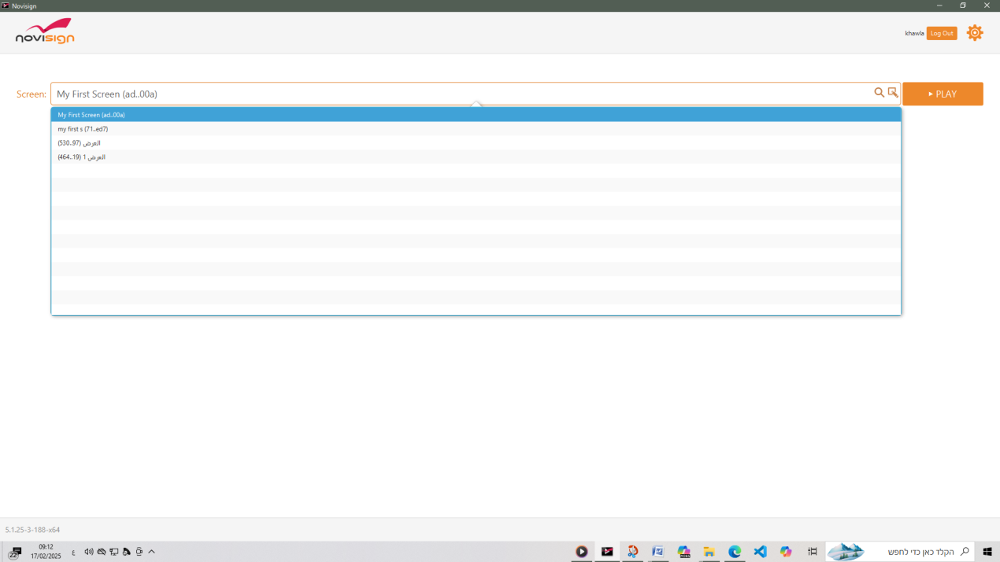 Novisign
novisign
khawla Log Out
Screen: My First Screen (ad..00a) PLAY
My First Screen (ad..00a)
my first s (71..ed7)
العرض (97..530)
العرض 1 (19..464)
5.1.25-3-188-x64
09:12
17/02/2025
22
ع
הקלד כאן כדי לחפש